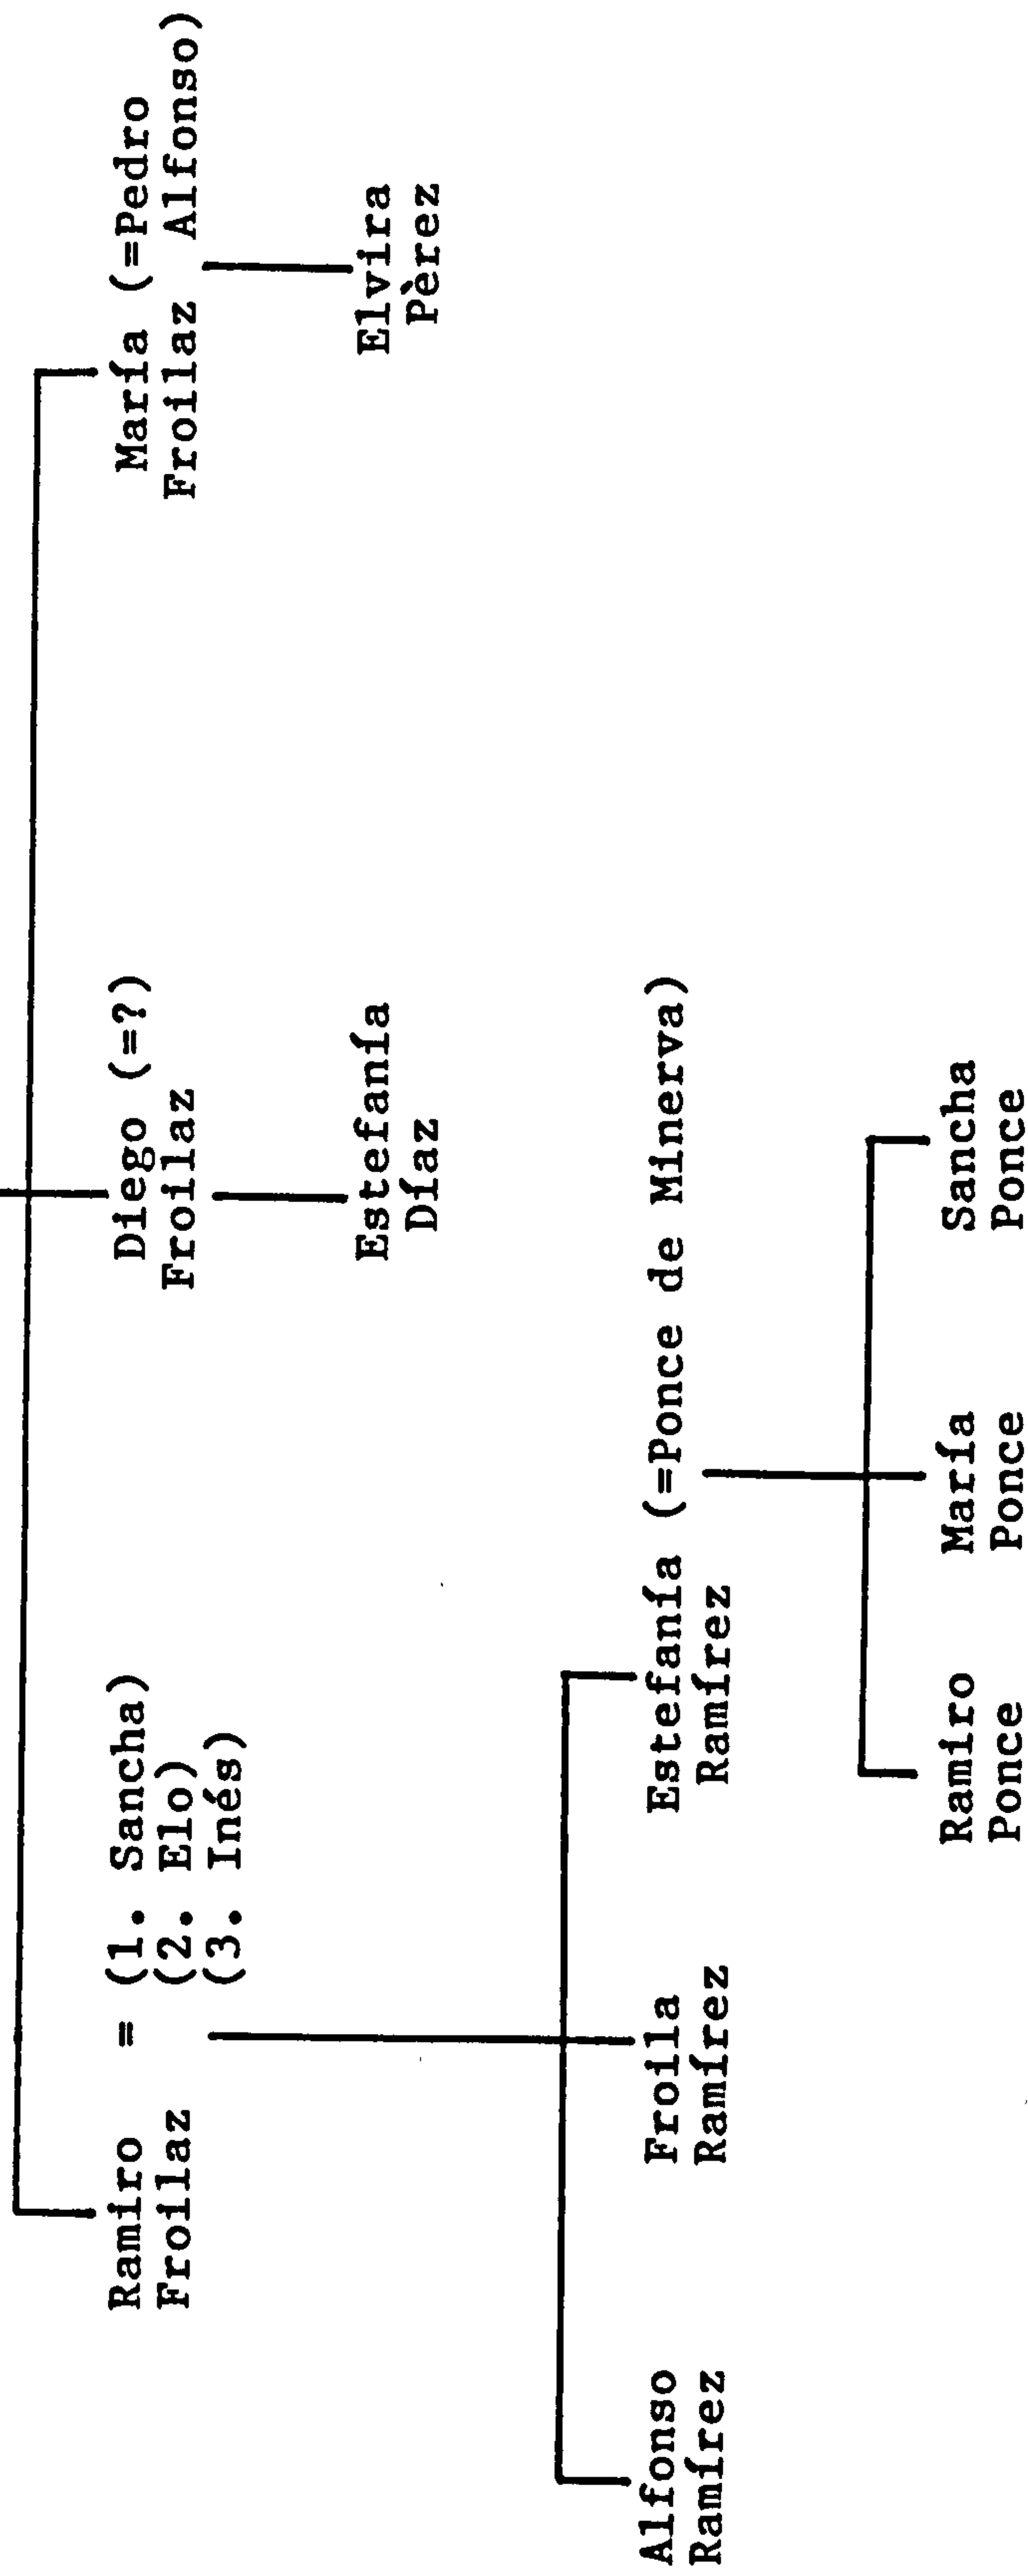 Ramiro = (1. Sancha)
Froilaz (2. Elo)
(3. Inés)
Diego (=?)
Froilaz
María (=Pedro
Froilaz Alfonso)
Estefanía
Díaz
Elvira
Pèrez
Alfonso
Ramírez
Froila
Ramírez
Estefanía (=Ponce de Minerva)
Ramírez
Ramiro
Ponce
María
Ponce
Sancha
Ponce